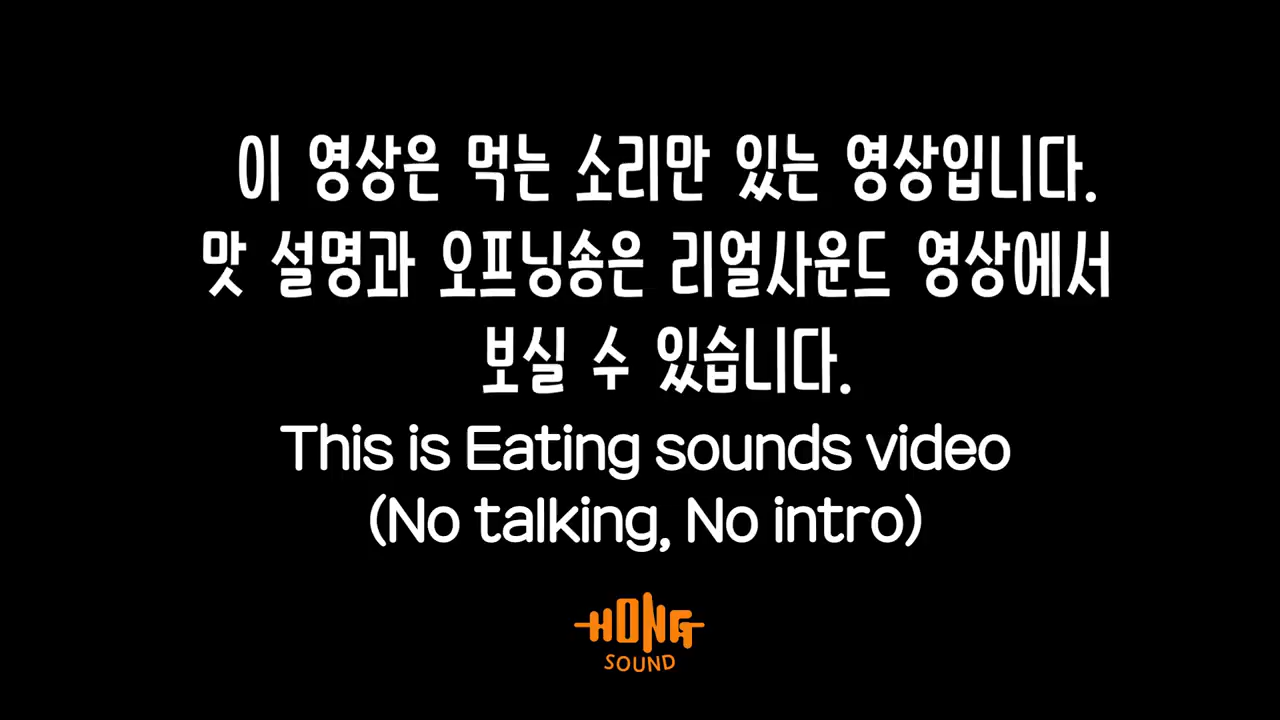 이 영상은 먹는 소리만 있는 영상입니다.
맛 설명과 오프닝송은 리얼사운드 영상에서
보실 수 있습니다.
This is Eating sounds video
(No talking, No intro)
HONG
SOUND